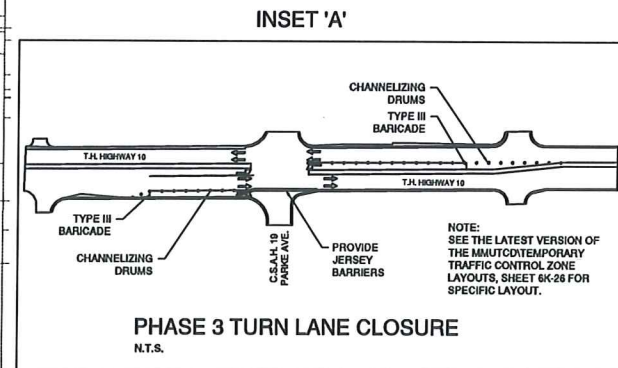 INSET 'A'
CHANNELIZING
DRUMS
TYPE III
BARICADE
T.H. HIGHWAY 10
T.H. HIGHWAY 10
TYPE III
BARICADE
CHANNELIZING
DRUMS
C.S.A.H. 19
PARKE AVE.
PROVIDE
JERSEY
BARRIERS
NOTE:
SEE THE LATEST VERSION OF
THE MMUTCD\TEMPORARY
TRAFFIC CONTROL ZONE
LAYOUTS, SHEET 6K-26 FOR
SPECIFIC LAYOUT.
PHASE 3 TURN LANE CLOSURE
N.T.S.